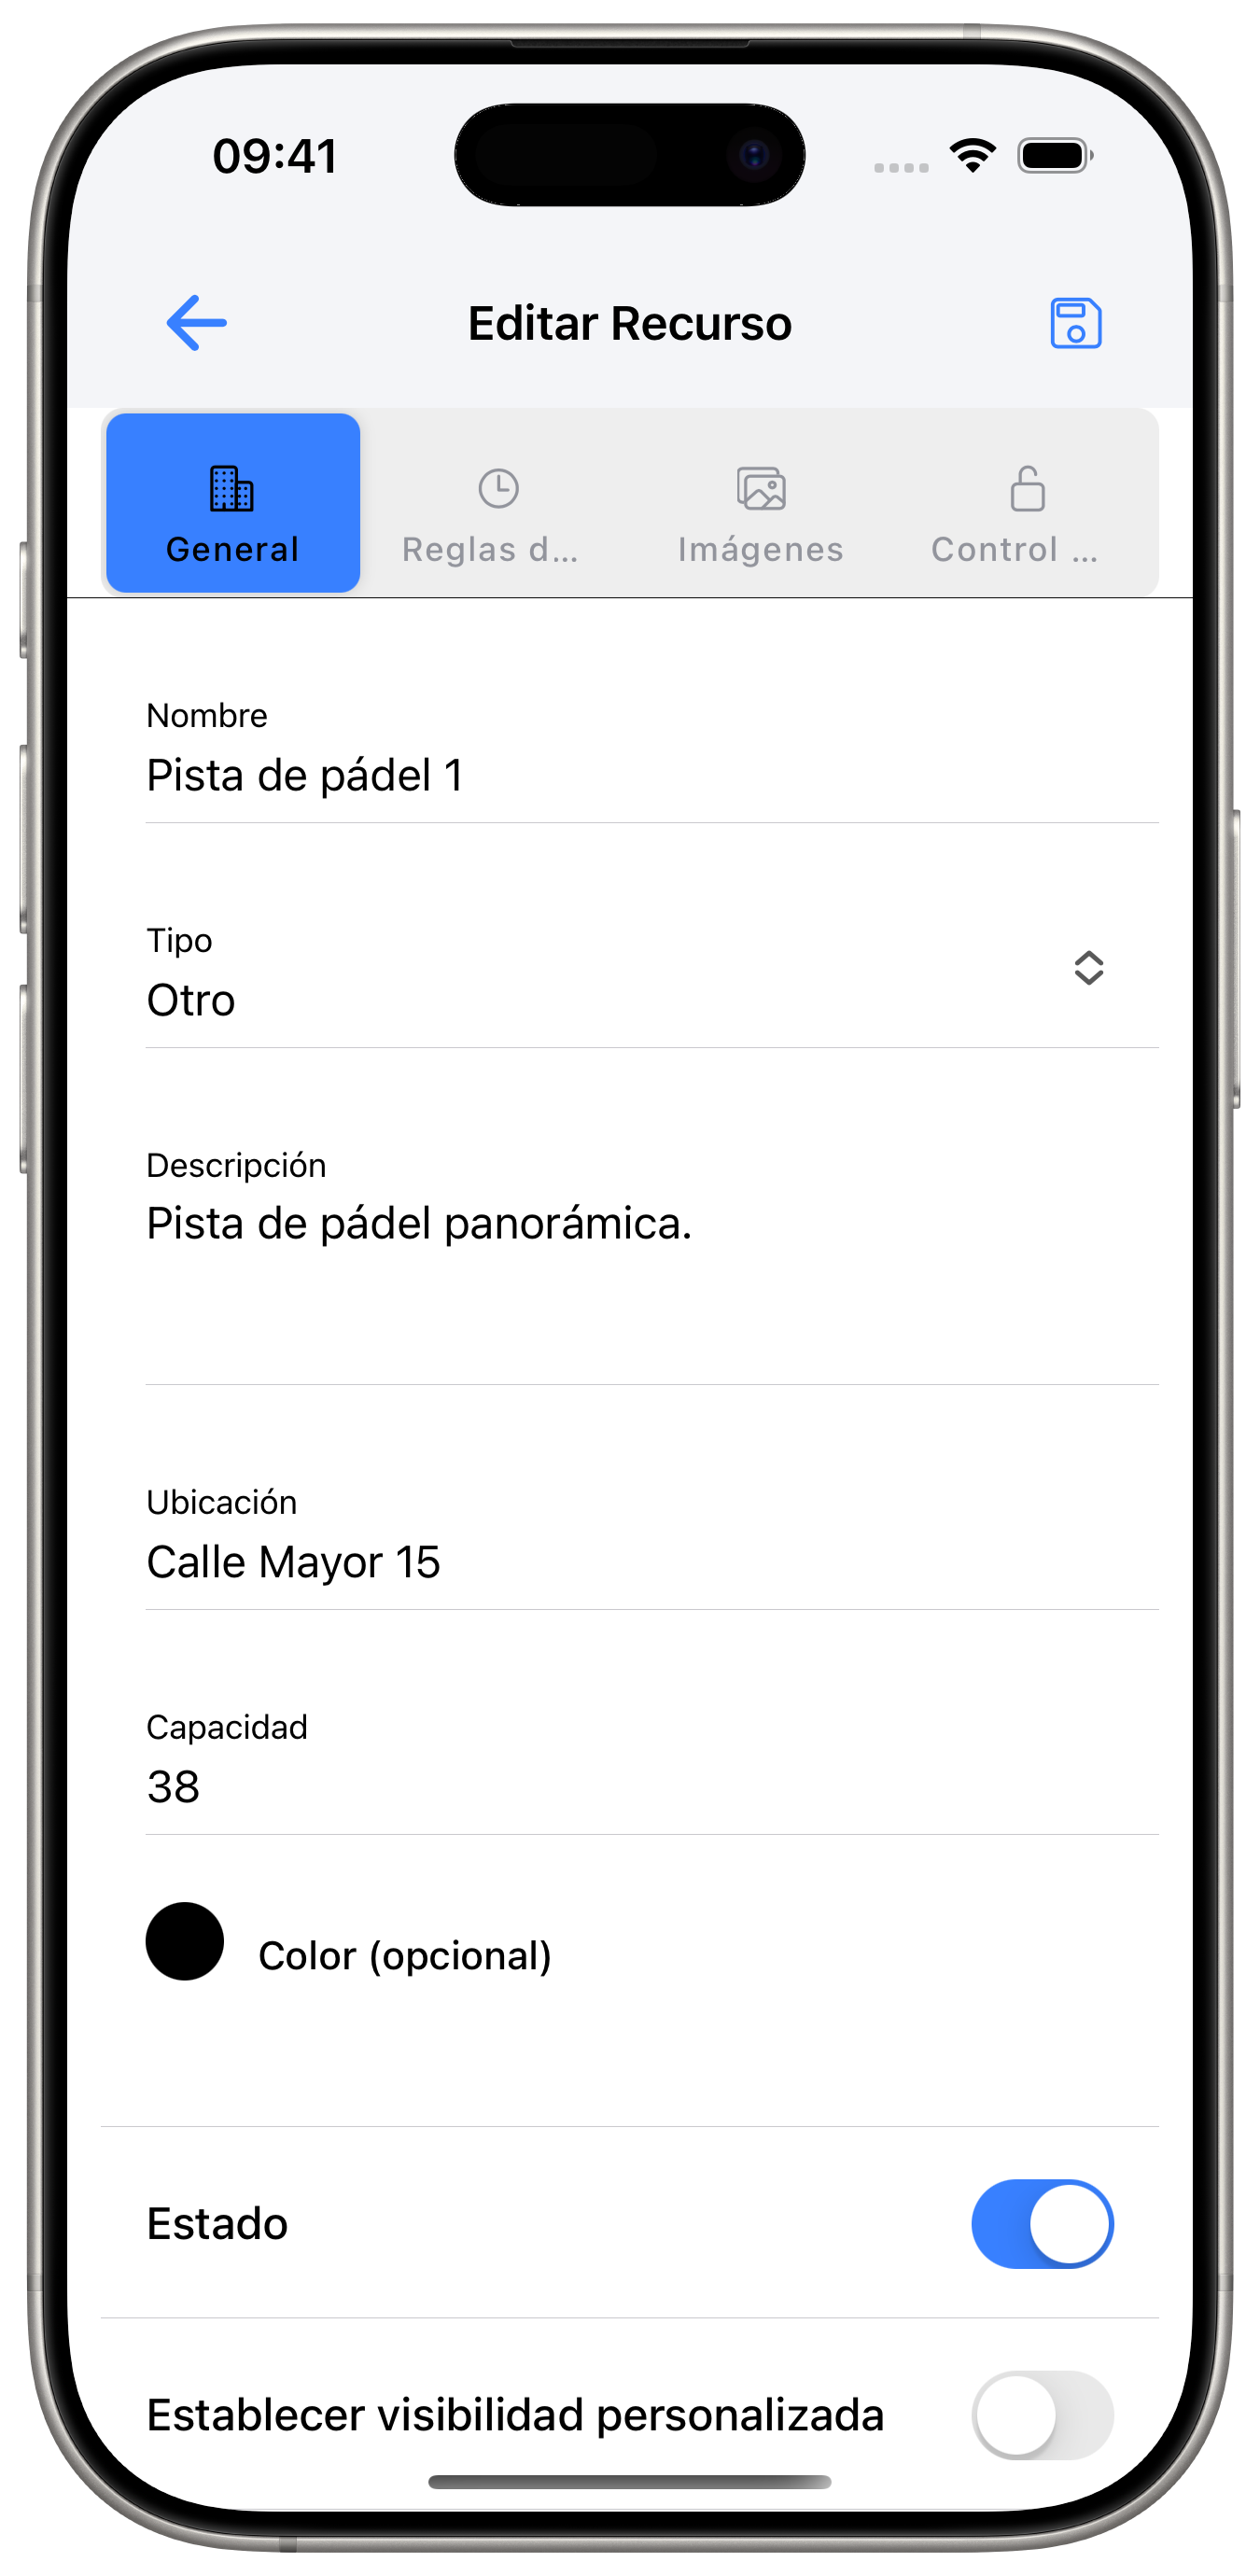 09:41
Editar Recurso
General
Reglas d...
Imágenes
Control ...
Nombre
Pista de pádel 1
Tipo
Otro
Descripción
Pista de pádel panorámica.
Ubicación
Calle Mayor 15
Capacidad
38
Color (opcional)
Estado
Establecer visibilidad personalizada